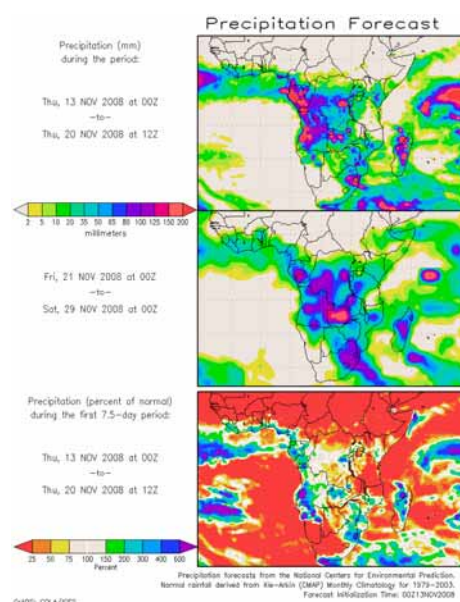 Precipitation Forecast
Precipitation (mm)
during the period:
Thu, 13 NOV 2008 at 00Z
-to-
Thu, 20 NOV 2008 at 12Z
2 5 10 20 35 50 65 80 100 125 150 200
millimeters
Fri, 21 NOV 2008 at 00Z
-to-
Sat, 29 NOV 2008 at 00Z
Precipitation (percent of normal)
during the first 7.5-day period:
Thu, 13 NOV 2008 at 00Z
-to-
Thu, 20 NOV 2008 at 12Z
25 50 75 100 150 200 300 400 600
Percent
Precipitation forecasts from the National Centers for Environmental Prediction.
Normal rainfall derived from Xie-Arkin (CMAP) Monthly Climatology for 1979-2003.
Forecast Initialization Time: 00Z13NOV2008